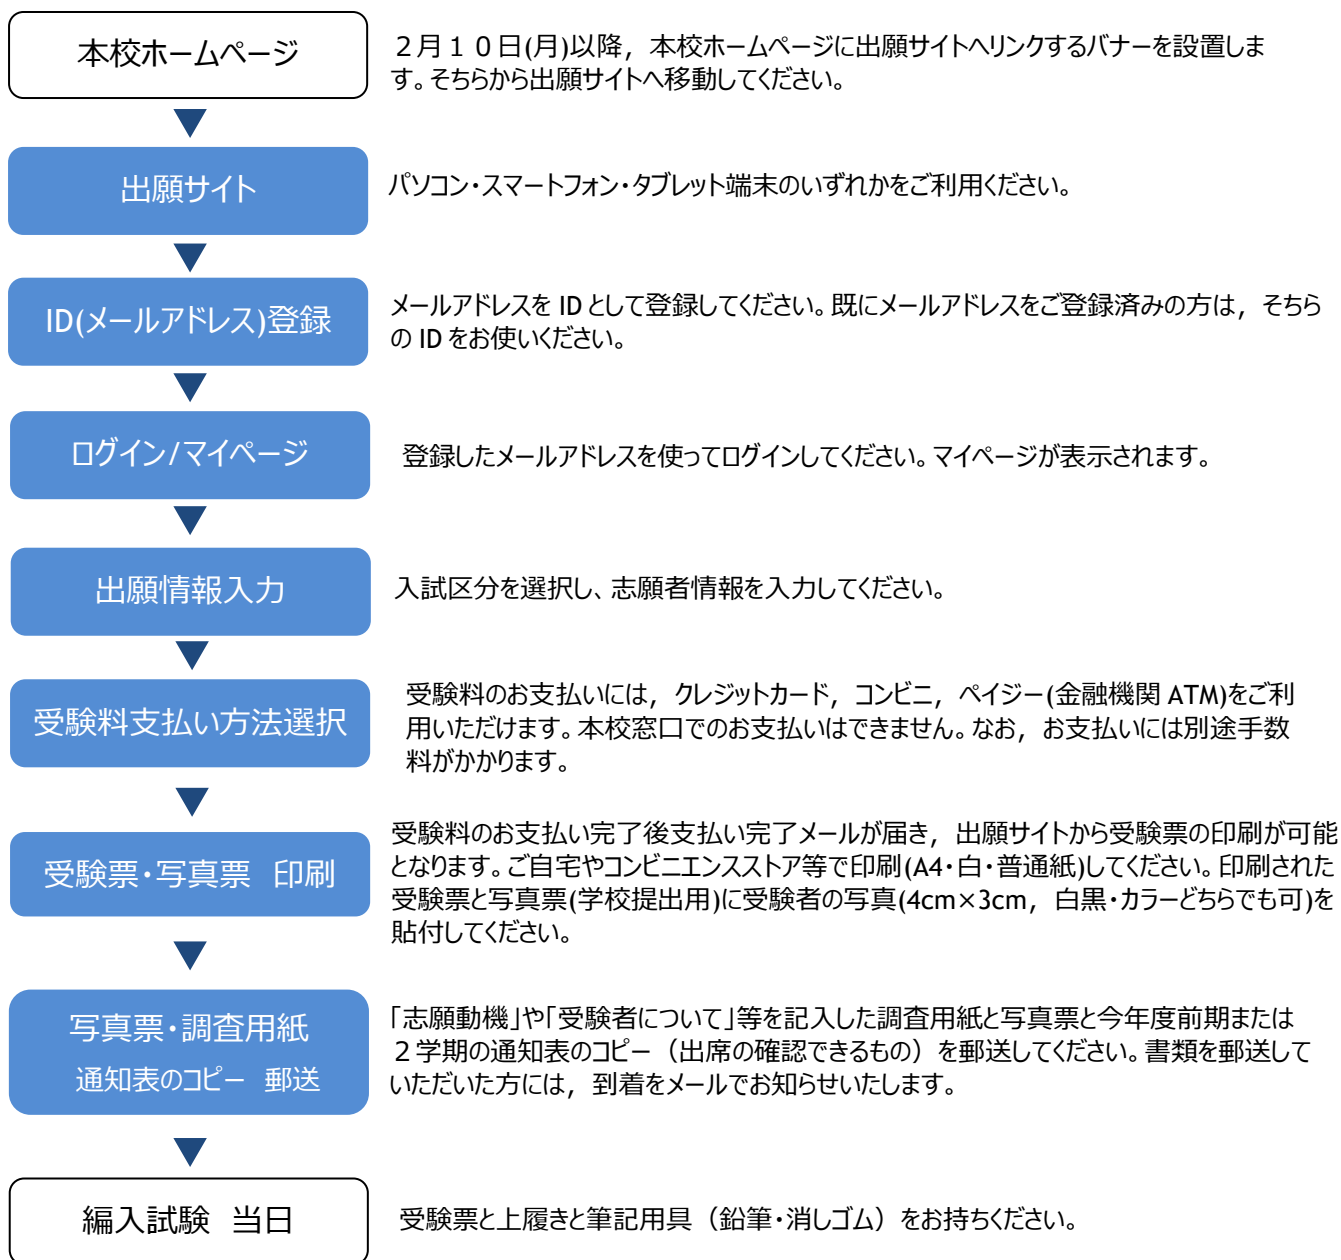 本校ホームページ
２月１０日(月)以降，本校ホームページに出願サイトへリンクするバナーを設置しま
す。そちらから出願サイトへ移動してください。
出願サイト
パソコン・スマートフォン・タブレット端末のいずれかをご利用ください。
ID(メールアドレス)登録
メールアドレスを ID として登録してください。既にメールアドレスをご登録済みの方は，そちら
の ID をお使いください。
ログイン/マイページ
登録したメールアドレスを使ってログインしてください。マイページが表示されます。
出願情報入力
入試区分を選択し、志願者情報を入力してください。
受験料支払い方法選択
受験料のお支払いには，クレジットカード，コンビニ，ペイジー(金融機関 ATM)をご利
用いただけます。本校窓口でのお支払いはできません。なお，お支払いには別途手数
料がかかります。
受験票・写真票　印刷
受験料のお支払い完了後支払い完了メールが届き，出願サイトから受験票の印刷が可能
となります。ご自宅やコンビニエンスストア等で印刷(A4・白・普通紙)してください。印刷された
受験票と写真票(学校提出用)に受験者の写真(4cm×3cm，白黒・カラーどちらでも可)を
貼付してください。
写真票・調査用紙
通知表のコピー　郵送
「志願動機」や「受験者について」等を記入した調査用紙と写真票と今年度前期または
２学期の通知表のコピー（出席の確認できるもの）を郵送してください。書類を郵送して
いただいた方には，到着をメールでお知らせいたします。
編入試験　当日
受験票と上履きと筆記用具（鉛筆・消しゴム）をお持ちください。